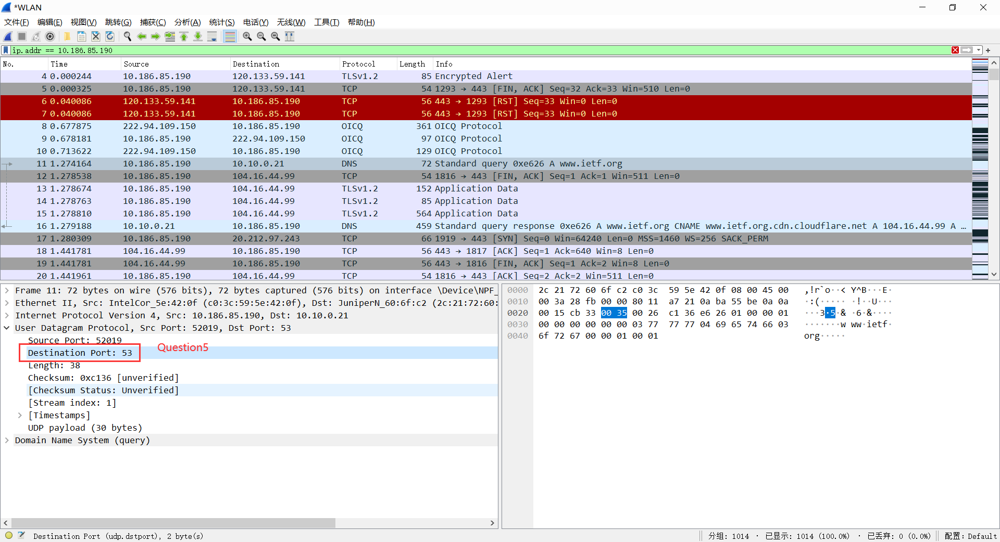 *WLAN
文件(F) 编辑(E) 视图(V) 跳转(G) 捕获(C) 分析(A) 统计(S) 电话(Y) 无线(W) 工具(T) 帮助(H)
ip.addr == 10.186.85.190
No. Time Source Destination Protocol Length Info
4 0.000244 10.186.85.190 120.133.59.141 TLSv1.2 85 Encrypted Alert
5 0.000325 10.186.85.190 120.133.59.141 TCP 54 1293 → 443 [FIN, ACK] Seq=32 Ack=33 Win=510 Len=0
6 0.040086 120.133.59.141 10.186.85.190 TCP 56 443 → 1293 [RST] Seq=33 Win=0 Len=0
7 0.040086 120.133.59.141 10.186.85.190 TCP 56 443 → 1293 [RST] Seq=33 Win=0 Len=0
8 0.677875 222.94.109.150 10.186.85.190 OICQ 361 OICQ Protocol
9 0.678181 10.186.85.190 222.94.109.150 OICQ 97 OICQ Protocol
10 0.713622 222.94.109.150 10.186.85.190 OICQ 129 OICQ Protocol
11 1.274164 10.186.85.190 10.10.0.21 DNS 72 Standard query 0xe626 A www.ietf.org
12 1.278538 10.186.85.190 104.16.44.99 TCP 54 1816 → 443 [FIN, ACK] Seq=1 Ack=1 Win=511 Len=0
13 1.278674 10.186.85.190 104.16.44.99 TLSv1.2 152 Application Data
14 1.278763 10.186.85.190 104.16.44.99 TLSv1.2 85 Application Data
15 1.278810 10.186.85.190 104.16.44.99 TLSv1.2 564 Application Data
16 1.279188 10.10.0.21 10.186.85.190 DNS 459 Standard query response 0xe626 A www.ietf.org CNAME www.ietf.org.cdn.cloudflare.net A 104.16.44.99 A …
17 1.280309 10.186.85.190 20.212.97.243 TCP 66 1919 → 443 [SYN] Seq=0 Win=64240 Len=0 MSS=1460 WS=256 SACK_PERM
18 1.441781 104.16.44.99 10.186.85.190 TCP 56 443 → 1817 [ACK] Seq=1 Ack=640 Win=8 Len=0
19 1.441781 104.16.44.99 10.186.85.190 TCP 56 443 → 1816 [FIN, ACK] Seq=1 Ack=2 Win=8 Len=0
20 1.441961 10.186.85.190 104.16.44.99 TCP 54 1816 → 443 [ACK] Seq=2 Ack=2 Win=511 Len=0
Frame 11: 72 bytes on wire (576 bits), 72 bytes captured (576 bits) on interface \Device\NPF_
Ethernet II, Src: IntelCor_5e:42:0f (c0:3c:59:5e:42:0f), Dst: JuniperN_60:6f:c2 (2c:21:72:60:
Internet Protocol Version 4, Src: 10.186.85.190, Dst: 10.10.0.21
User Datagram Protocol, Src Port: 52019, Dst Port: 53
Source Port: 52019
Destination Port: 53
Question5
Length: 38
Checksum: 0xc136 [unverified]
[Checksum Status: Unverified]
[Stream index: 1]
[Timestamps]
UDP payload (30 bytes)
Domain Name System (query)
0000 2c 21 72 60 6f c2 c0 3c 59 5e 42 0f 08 00 45 00 ,!r`o··< Y^B···E·
0010 00 3a 28 fb 00 00 80 11 a7 21 0a ba 55 be 0a 0a ·:(····· ·!··U···
0020 00 15 cb 33 00 35 00 26 c1 36 e6 26 01 00 00 01 ···3·5·& ·6·&····
0030 00 00 00 00 00 00 03 77 77 77 04 69 65 74 66 03 ·······w ww·ietf·
0040 6f 72 67 00 00 01 00 01 org·····
Destination Port (udp.dstport), 2 byte(s)
分组: 1014 · 已显示: 1014 (100.0%) · 已丢弃: 0 (0.0%)
配置: Default